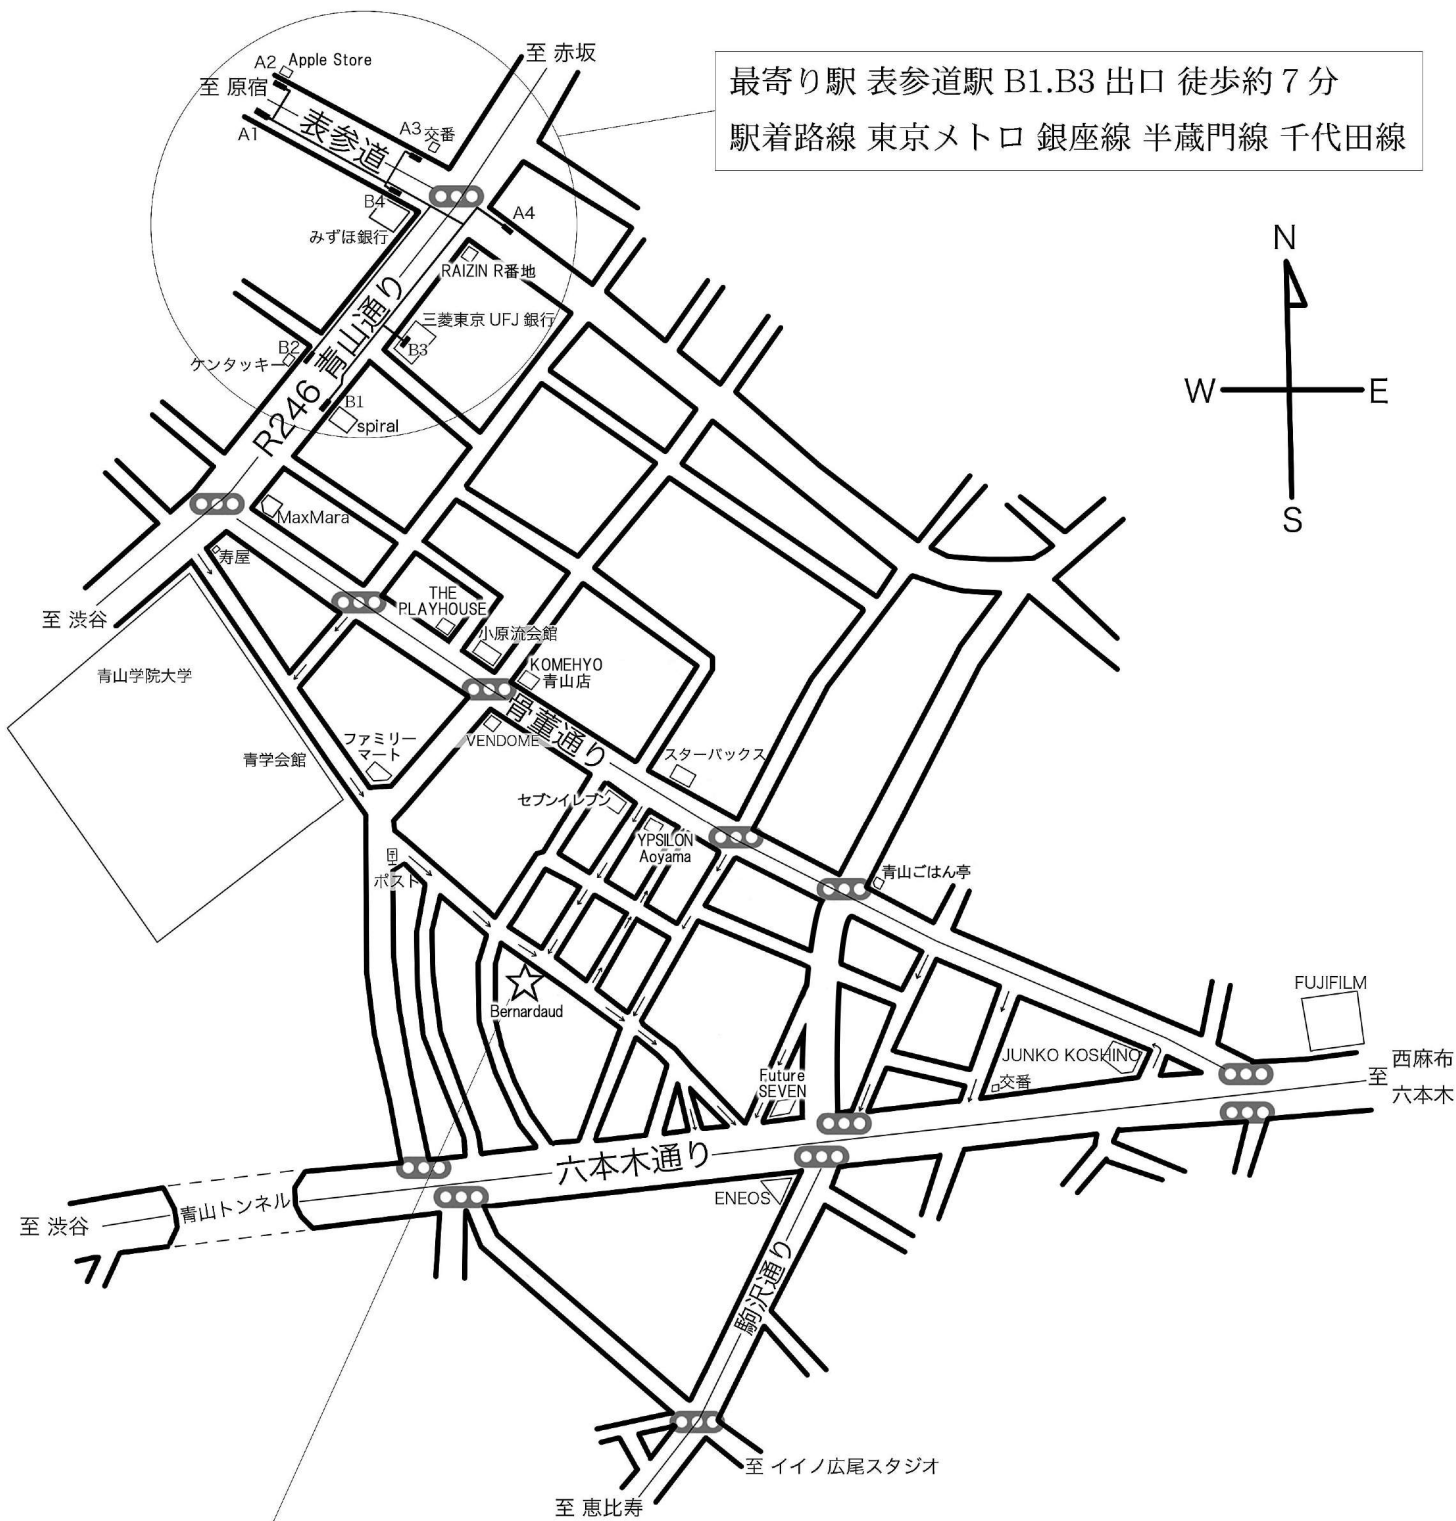 至 赤坂
A2
Apple Store
至 原宿
A1
表参道
A3
交番
最寄り駅 表参道駅 B1.B3 出口 徒歩約 7 分
駅着路線 東京メトロ 銀座線 半蔵門線 千代田線
B4
みずほ銀行
A4
RAIZIN R番地
N
W
E
S
三菱東京 UFJ 銀行
B3
B2
ケンタッキー
R246 青山通り
B1
spiral
MaxMara
寿屋
至 渋谷
THE
PLAYHOUSE
小原流会館
KOMEHYO
青山店
青山学院大学
骨董通り
VENDOME
ファミリー
マート
青学会館
スターバックス
セブンイレブン
YPSILON
Aoyama
ポスト
青山ごはん亭
Bernardaud
FUJIFILM
JUNKO KOSHINO
交番
西麻布
至
六本木
Future
SEVEN
六本木通り
ENEOS
青山トンネル
至 渋谷
駒沢通り
至 イイノ広尾スタジオ
至 恵比寿